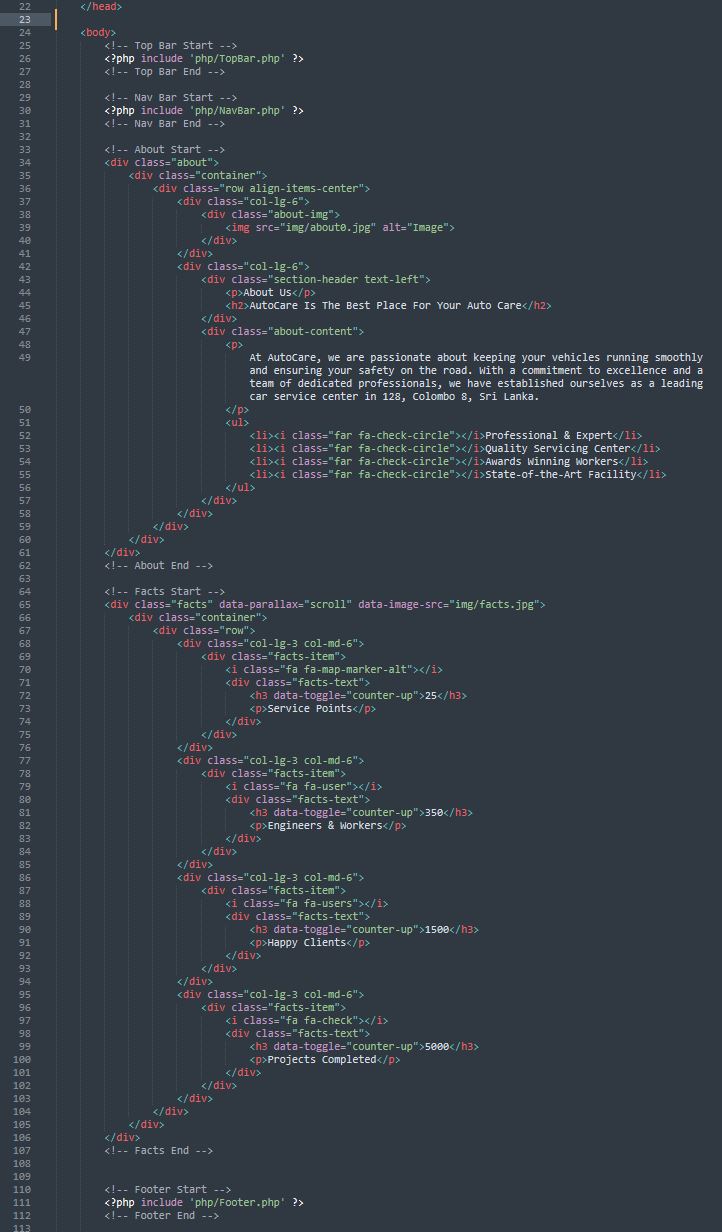 22 </head>
23
24 <body>
25 <!-- Top Bar Start -->
26 <?php include 'php/TopBar.php' ?>
27 <!-- Top Bar End -->
28
29 <!-- Nav Bar Start -->
30 <?php include 'php/NavBar.php' ?>
31 <!-- Nav Bar End -->
32
33 <!-- About Start -->
34 <div class="about">
35 <div class="container">
36 <div class="row align-items-center">
37 <div class="col-lg-6">
38 <div class="about-img">
39 <img src="img/about0.jpg" alt="Image">
40 </div>
41 </div>
42 <div class="col-lg-6">
43 <div class="section-header text-left">
44 <p>About Us</p>
45 <h2>AutoCare Is The Best Place For Your Auto Care</h2>
46 </div>
47 <div class="about-content">
48 <p>
49 At AutoCare, we are passionate about keeping your vehicles running smoothly
and ensuring your safety on the road. With a commitment to excellence and a
team of dedicated professionals, we have established ourselves as a leading
car service center in 128, Colombo 8, Sri Lanka.
50 </p>
51 <ul>
52 <li><i class="far fa-check-circle"></i>Professional & Expert</li>
53 <li><i class="far fa-check-circle"></i>Quality Servicing Center</li>
54 <li><i class="far fa-check-circle"></i>Awards Winning Workers</li>
55 <li><i class="far fa-check-circle"></i>State-of-the-Art Facility</li>
56 </ul>
57 </div>
58 </div>
59 </div>
60 </div>
61 </div>
62 <!-- About End -->
63
64 <!-- Facts Start -->
65 <div class="facts" data-parallax="scroll" data-image-src="img/facts.jpg">
66 <div class="container">
67 <div class="row">
68 <div class="col-lg-3 col-md-6">
69 <div class="facts-item">
70 <i class="fa fa-map-marker-alt"></i>
71 <div class="facts-text">
72 <h3 data-toggle="counter-up">25</h3>
73 <p>Service Points</p>
74 </div>
75 </div>
76 </div>
77 <div class="col-lg-3 col-md-6">
78 <div class="facts-item">
79 <i class="fa fa-user"></i>
80 <div class="facts-text">
81 <h3 data-toggle="counter-up">350</h3>
82 <p>Engineers & Workers</p>
83 </div>
84 </div>
85 </div>
86 <div class="col-lg-3 col-md-6">
87 <div class="facts-item">
88 <i class="fa fa-users"></i>
89 <div class="facts-text">
90 <h3 data-toggle="counter-up">1500</h3>
91 <p>Happy Clients</p>
92 </div>
93 </div>
94 </div>
95 <div class="col-lg-3 col-md-6">
96 <div class="facts-item">
97 <i class="fa fa-check"></i>
98 <div class="facts-text">
99 <h3 data-toggle="counter-up">5000</h3>
100 <p>Projects Completed</p>
101 </div>
102 </div>
103 </div>
104 </div>
105 </div>
106 </div>
107 <!-- Facts End -->
108
109
110 <!-- Footer Start -->
111 <?php include 'php/Footer.php' ?>
112 <!-- Footer End -->
113